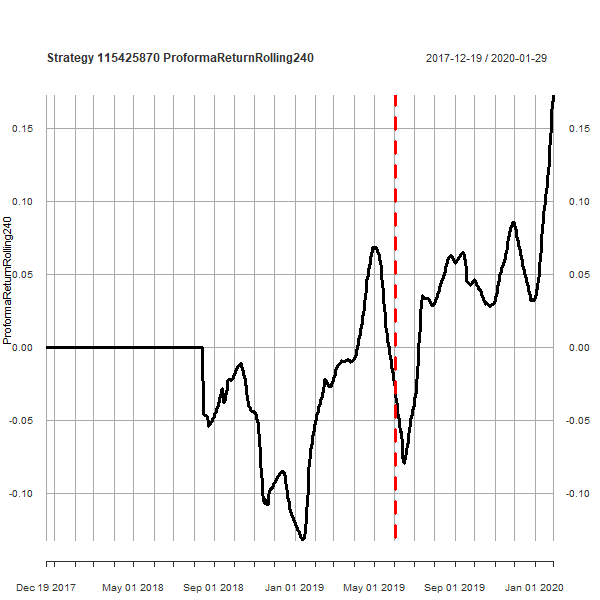 Strategy 115425870 ProformaReturnRolling240
2017-12-19 / 2020-01-29
ProformaReturnRolling240
0.15
0.10
0.05
0.00
-0.05
-0.10
0.15
0.10
0.05
0.00
-0.05
-0.10
Dec 19 2017
May 01 2018
Sep 01 2018
Jan 01 2019
May 01 2019
Sep 01 2019
Jan 01 2020